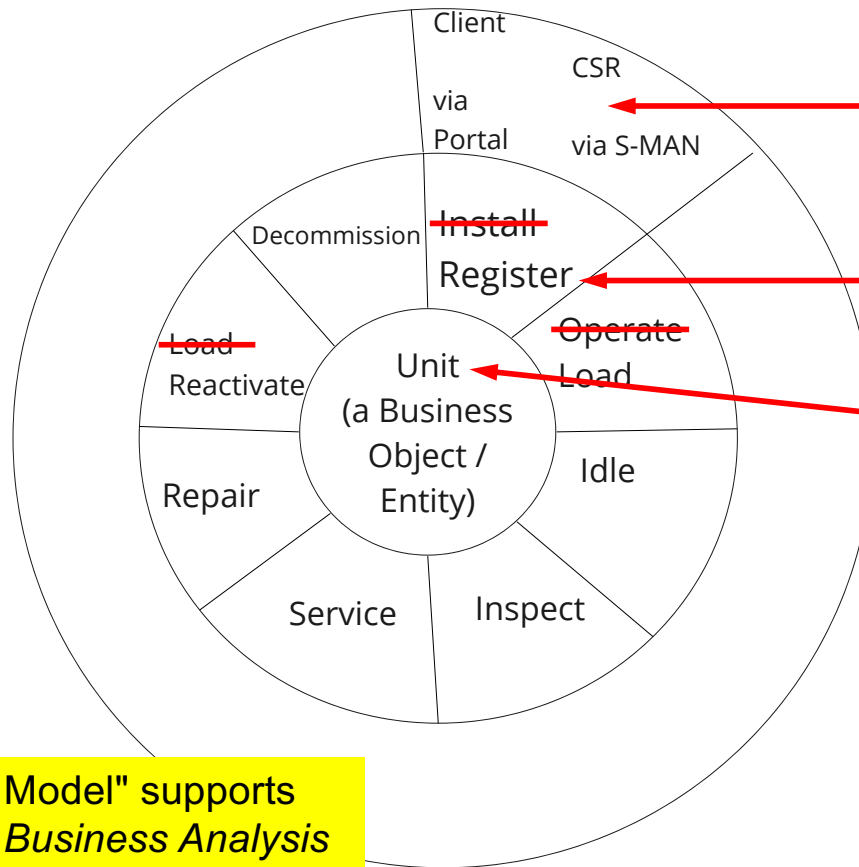 Client
CSR
via
Portal
via S-MAN
Decommission
Install
Register
Load
Reactivate
Operate
Load
Unit
(a Business
Object /
Entity)
Repair
Idle
Service
Inspect
Model" supports
Business Analysis